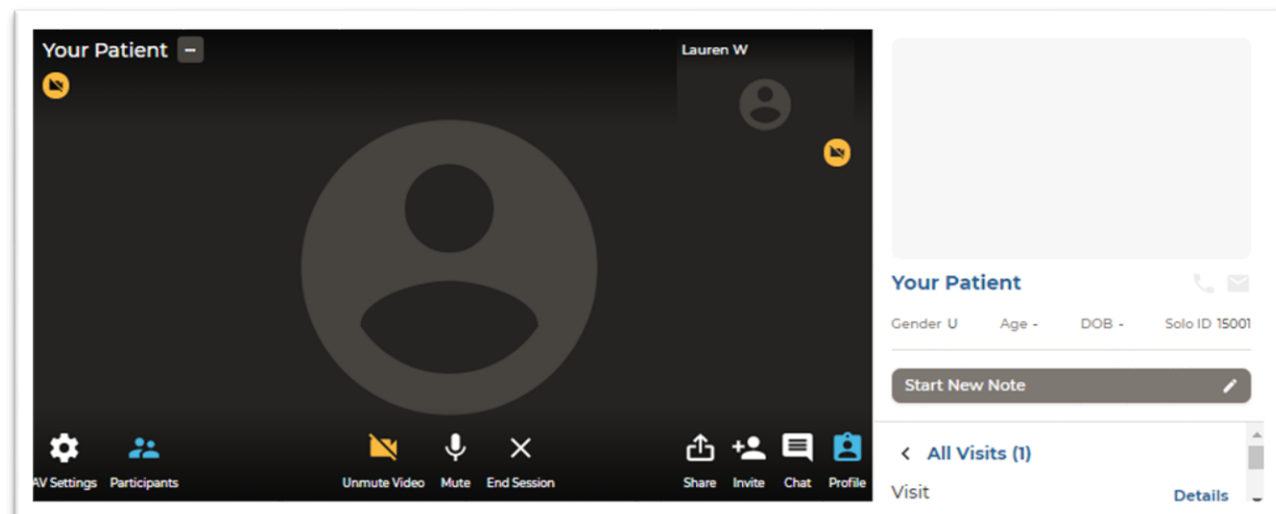 Your Patient
Lauren W
AV Settings Participants Unmute Video Mute End Session Share Invite Chat Profile
Your Patient
Gender U Age - DOB - Solo ID 15001
Start New Note
All Visits (1)
Visit Details